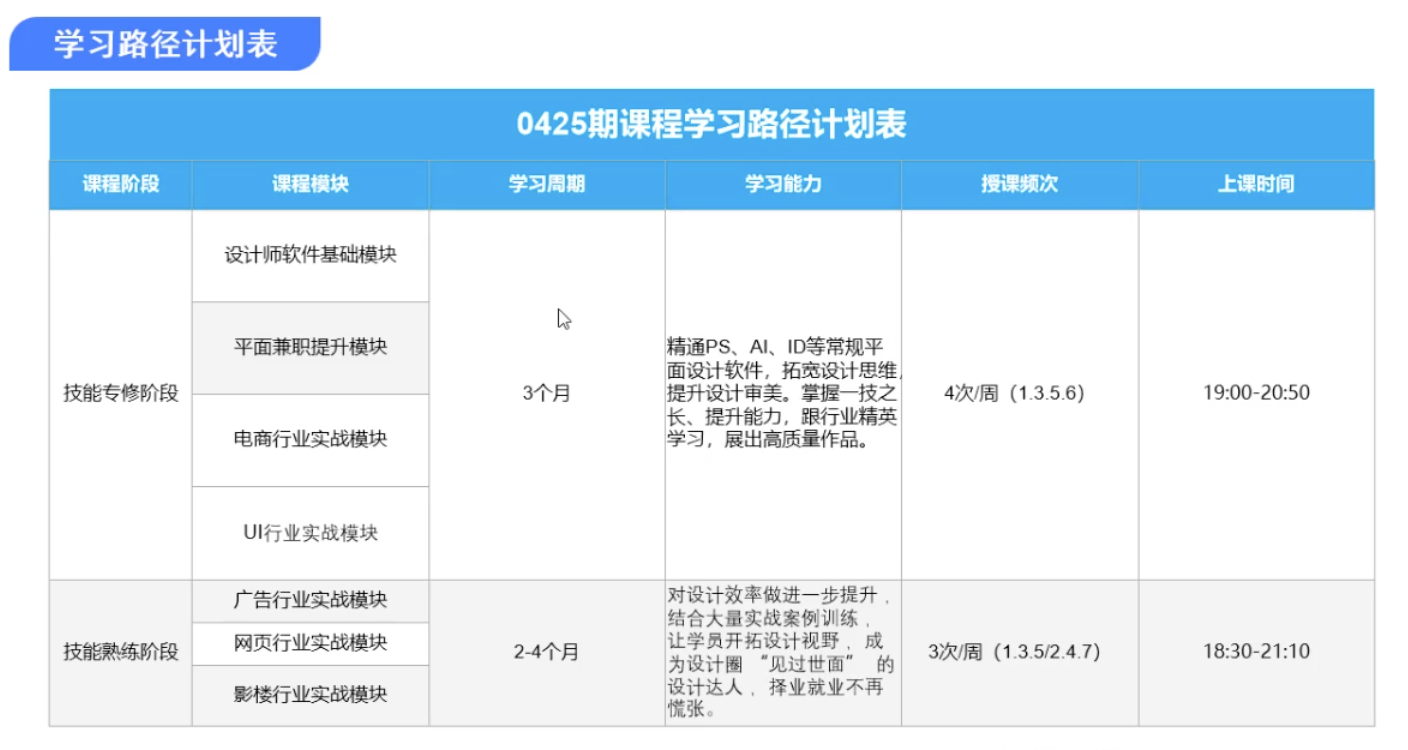 学习路径计划表
0425期课程学习路径计划表
课程阶段 课程模块 学习周期 学习能力 授课频次 上课时间
技能专修阶段
设计师软件基础模块
平面兼职提升模块
电商行业实战模块
UI行业实战模块
3个月
精通PS、AI、ID等常规平
面设计软件，拓宽设计思维，
提升设计审美。掌握一技之
长、提升能力，跟行业精英
学习，展出高质量作品。
4次/周（1.3.5.6）
19:00-20:50
技能熟练阶段
广告行业实战模块
网页行业实战模块
影楼行业实战模块
2-4个月
对设计效率做进一步提升，
结合大量实战案例训练，
让学员开拓设计视野，成
为设计圈“见过世面”的
设计达人，择业就业不再
慌张。
3次/周（1.3.5/2.4.7）
18:30-21:10